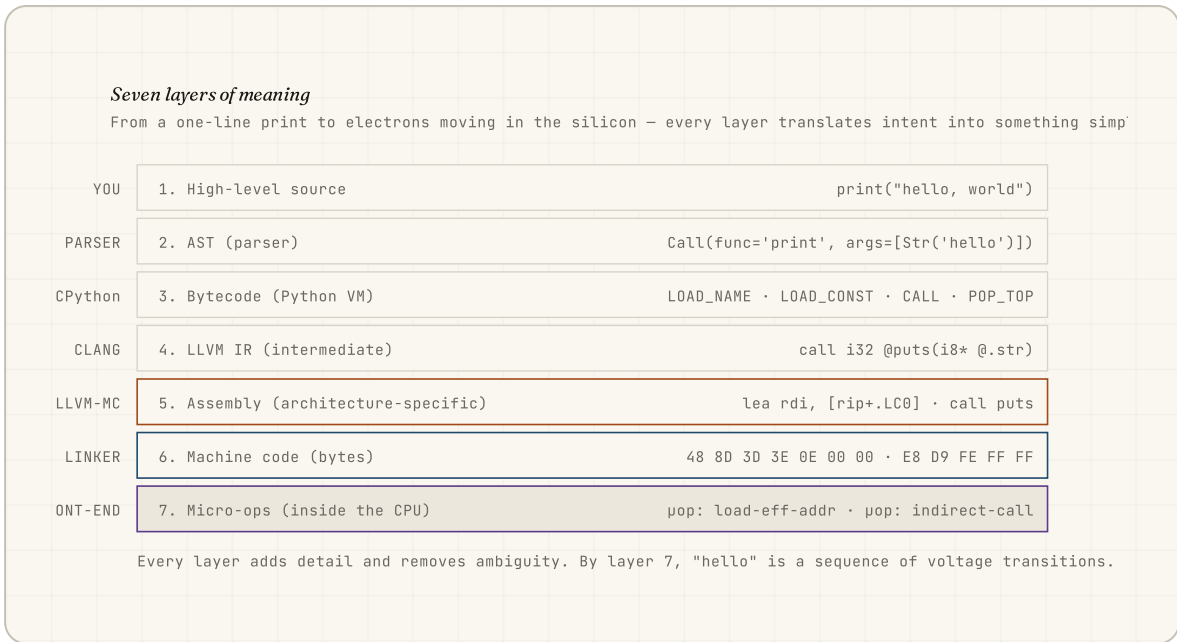 Seven layers of meaning
From a one-line print to electrons moving in the silicon — every layer translates intent into something
YOU 1. High-level source print("hello, world")
PARSER 2. AST (parser) Call(func='print', args=[Str('hello')])
CPython 3. Bytecode (Python VM) LOAD_NAME · LOAD_CONST · CALL · POP_TOP
CLANG 4. LLVM IR (intermediate) call i32 @puts(i8* @.str)
LLVM-MC 5. Assembly (architecture-specific) lea rdi, [rip+.LC0] · call puts
LINKER 6. Machine code (bytes) 48 8D 3D 3E 0E 00 00 · E8 D9 FE FF FF
ONT-END 7. Micro-ops (inside the CPU) µop: load-eff-addr · µop: indirect-call
Every layer adds detail and removes ambiguity. By layer 7, "hello" is a sequence of voltage transitions.